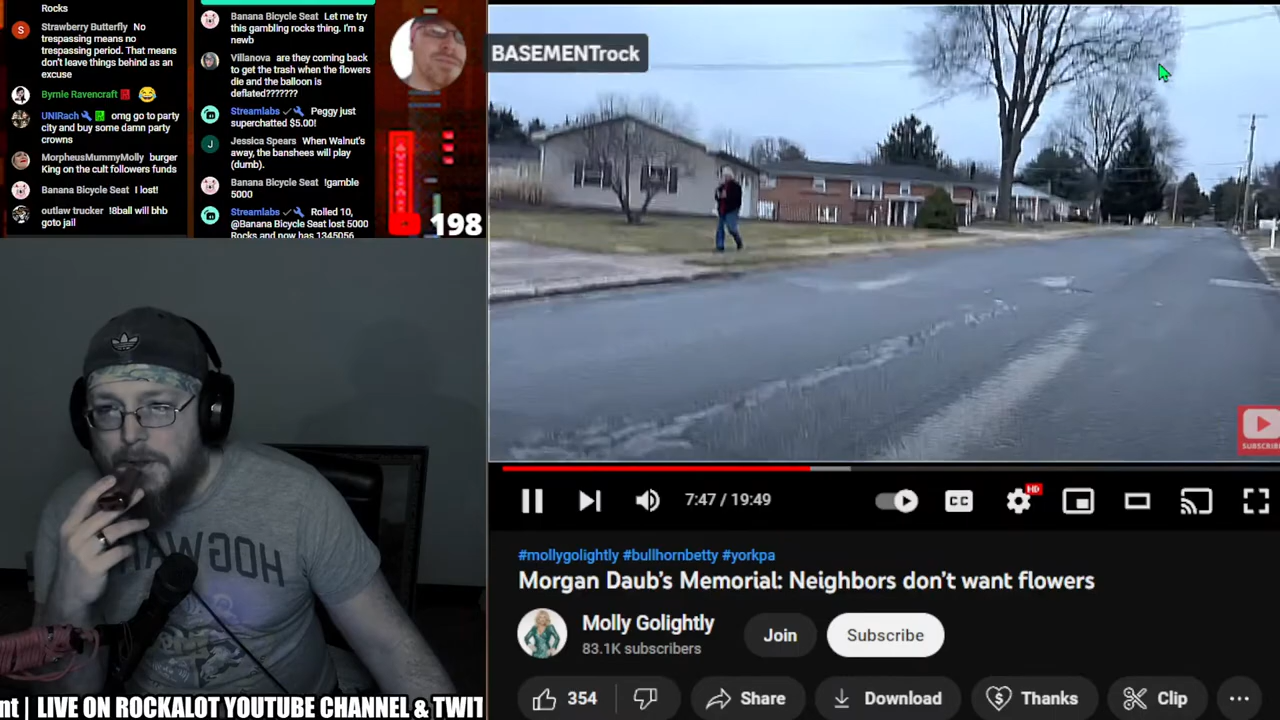 Rocks
Strawberry Butterfly No
trespassing means no
trespassing period. That means
don't leave things behind as an
excuse
Byrnie Ravencraft
UNIRach omg go to party
city and buy some damn party
crowns
MorpheusMummyMolly burger
King on the cult followers funds
Banana Bicycle Seat I lost!
outlaw trucker !8ball will bhb
goto jail
Banana Bicycle Seat Let me try
this gambling rocks thing. I'm a
newb
Villanova are they coming back
to get the trash when the flowers
die and the balloon is
deflated???????
Streamlabs Peggy just
superchatted $5.00!
Jessica Spears When Walnut's
away, the banshees will play
(dumb).
Banana Bicycle Seat !gamble
5000
Streamlabs Rolled 10,
@Banana Bicycle Seat lost 5000
Rocks and now has 1345056
198
BASEMENTrock
HOGWAR
SUBSCRIBE
7:47 / 19:49
CC
HD
#mollygolightly #bullhornbetty #yorkpa
Morgan Daub's Memorial: Neighbors don't want flowers
Molly Golightly
83.1K subscribers
Join
Subscribe
354
Share
Download
Thanks
Clip
nt | LIVE ON ROCKALOT YOUTUBE CHANNEL & TWIT